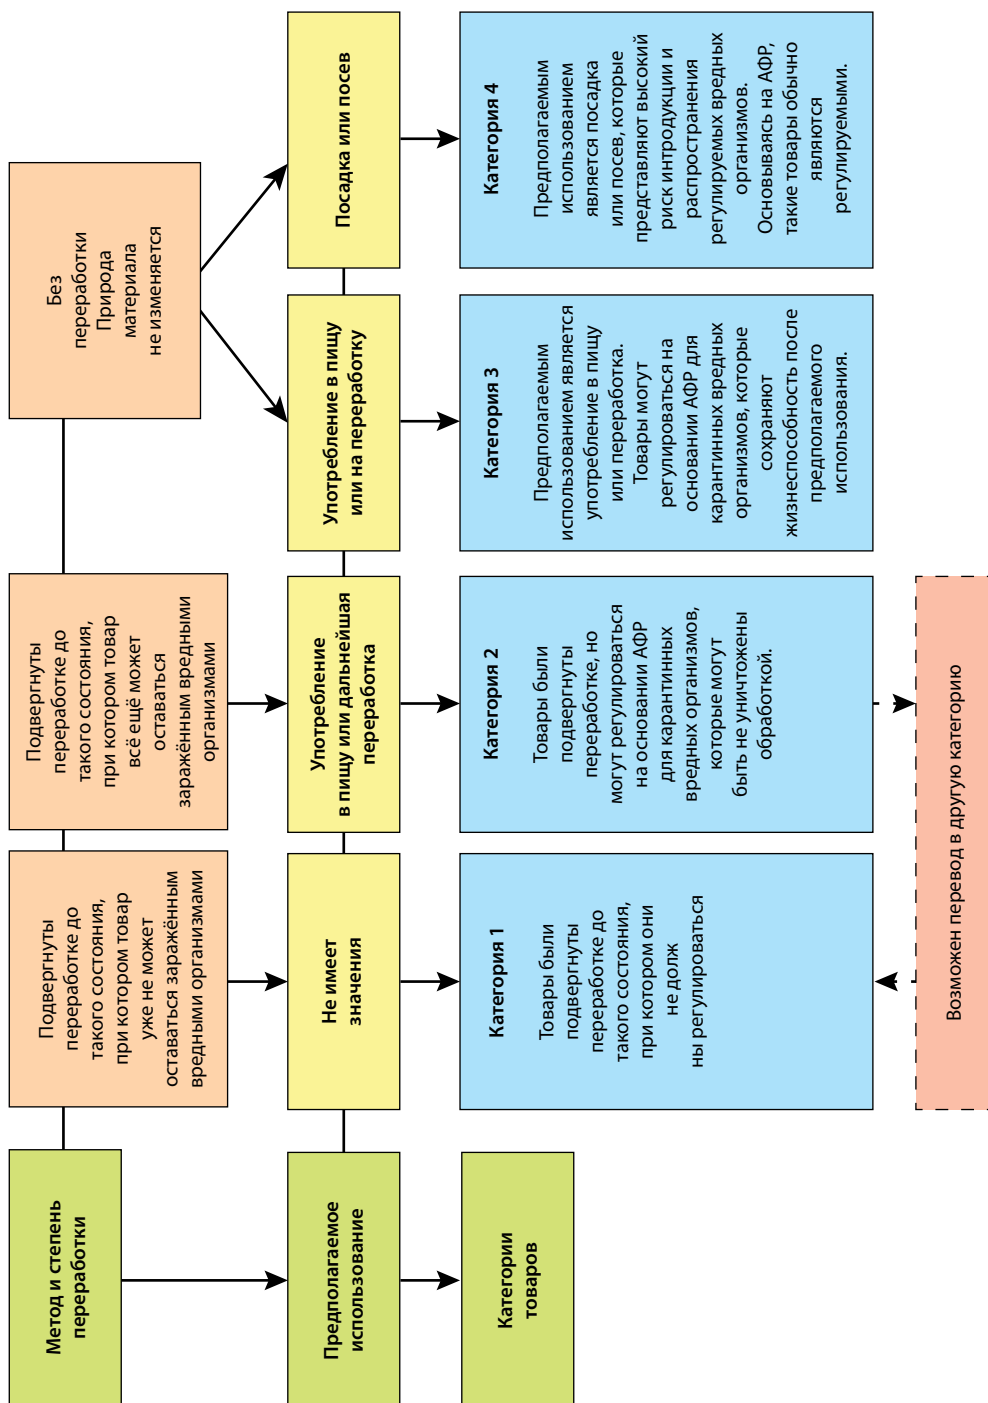 Метод и степень
переработки
Подвергнуты
переработке до
такого состояния,
при котором товар
уже не может
оставаться заражённым
вредными организмами
Подвергнуты
переработке до
такого состояния,
при котором товар
всё ещё может
оставаться
заражённым вредными
организмами
Без
переработки
Природа
материала
не изменяется
Предполагаемое
использование
Не имеет
значения
Употребление
в пищу или дальнейшая
переработка
Употребление в пищу
или на переработку
Посадка или посев
Категории
товаров
Категория 1
Товары были
подвергнуты
переработке до
такого состояния,
при котором они
не долж
ны регулироваться
Категория 2
Товары были
подвергнуты
переработке, но
могут регулироваться
на основании АФР
для карантинных
вредных организмов,
которые могут
быть не уничтожены
обработкой.
Категория 3
Предполагаемым
использованием является
употребление в пищу
или переработка.
Товары могут
регулироваться на
основании АФР для
карантинных вредных
организмов, которые
сохраняют
жизнеспособность после
предполагаемого
использования.
Категория 4
Предполагаемым
использованием
является посадка
или посев, которые
представляют высокий
риск интродукции и
распространения
регулируемых вредных
организмов.
Основываясь на АФР,
такие товары обычно
являются
регулируемыми.
Возможен перевод в другую категорию